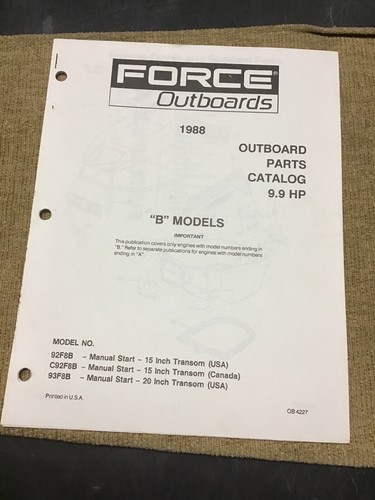 FORCE®
Outboards
1988
OUTBOARD
PARTS
CATALOG
9.9 HP
"B" MODELS
IMPORTANT
This publication covers only engines with model numbers ending in
"B." Refer to separate publications for engines with model numbers
ending in "A".
MODEL NO.
92F8B – Manual Start – 15 Inch Transom (USA)
C92F8B – Manual Start – 15 Inch Transom (Canada)
93F8B – Manual Start – 20 Inch Transom (USA)
Printed in U.S.A.
OB 4227